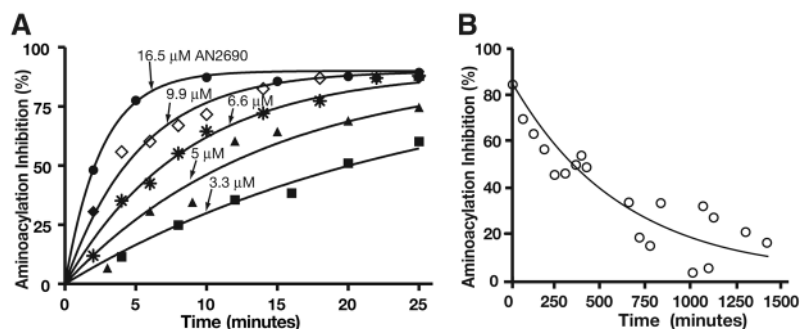 A
B
Aminoacylation Inhibition (%)
100
75
50
25
0
16.5 µM AN2690
9.9 µM
6.6 µM
5 µM
3.3 µM
0 5 10 15 20 25
Time (minutes)
Aminoacylation Inhibition (%)
100
80
60
40
20
0
0 250 500 750 1000 1250 1500
Time (minutes)